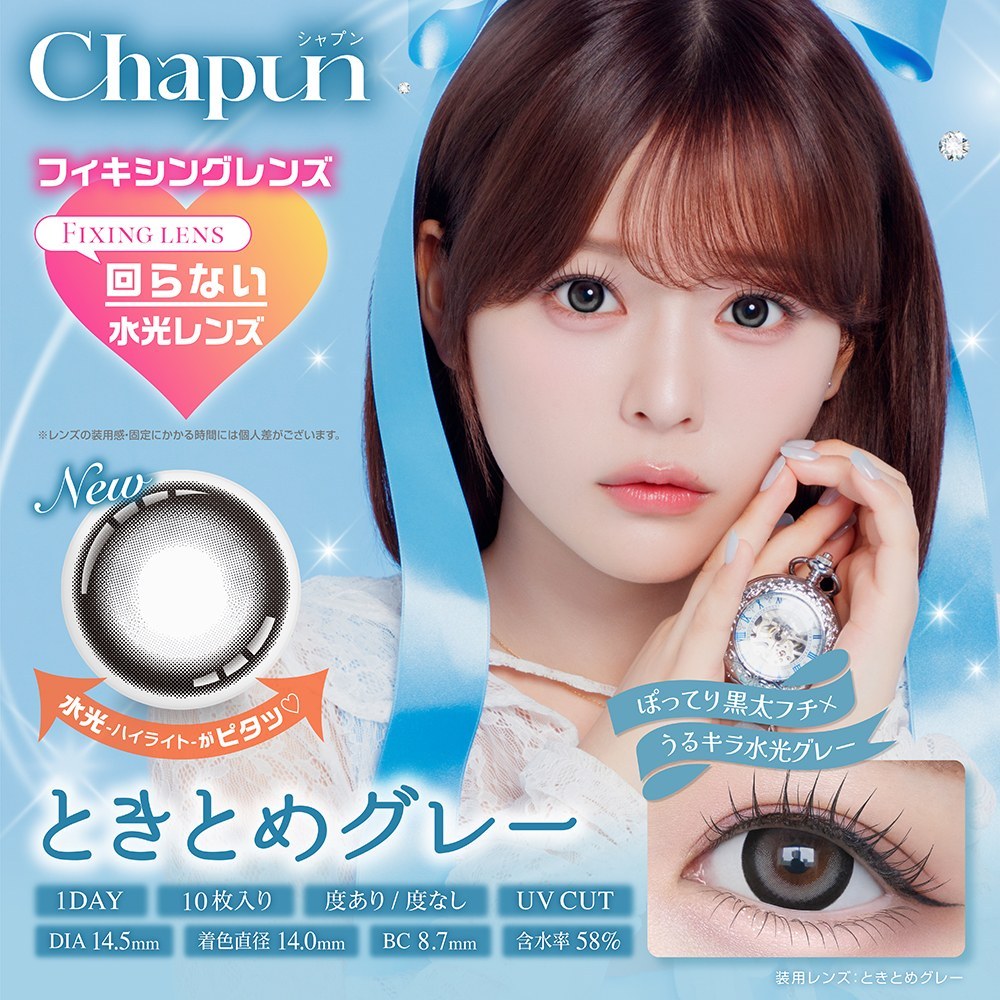 シャプン
Chapun
フィキシングレンズ
FIXING LENS
回らない
水光レンズ
※レンズの装用感・固定にかかる時間には個人差がございます。
New
水光-ハイライト-がピタッ♡
ぽってり黒太フチ×
うるキラ水光グレー
ときとめグレー
1DAY 10枚入り 度あり/度なし UV CUT
DIA 14.5mm 着色直径 14.0mm BC 8.7mm 含水率 58%
装用レンズ：ときとめグレー